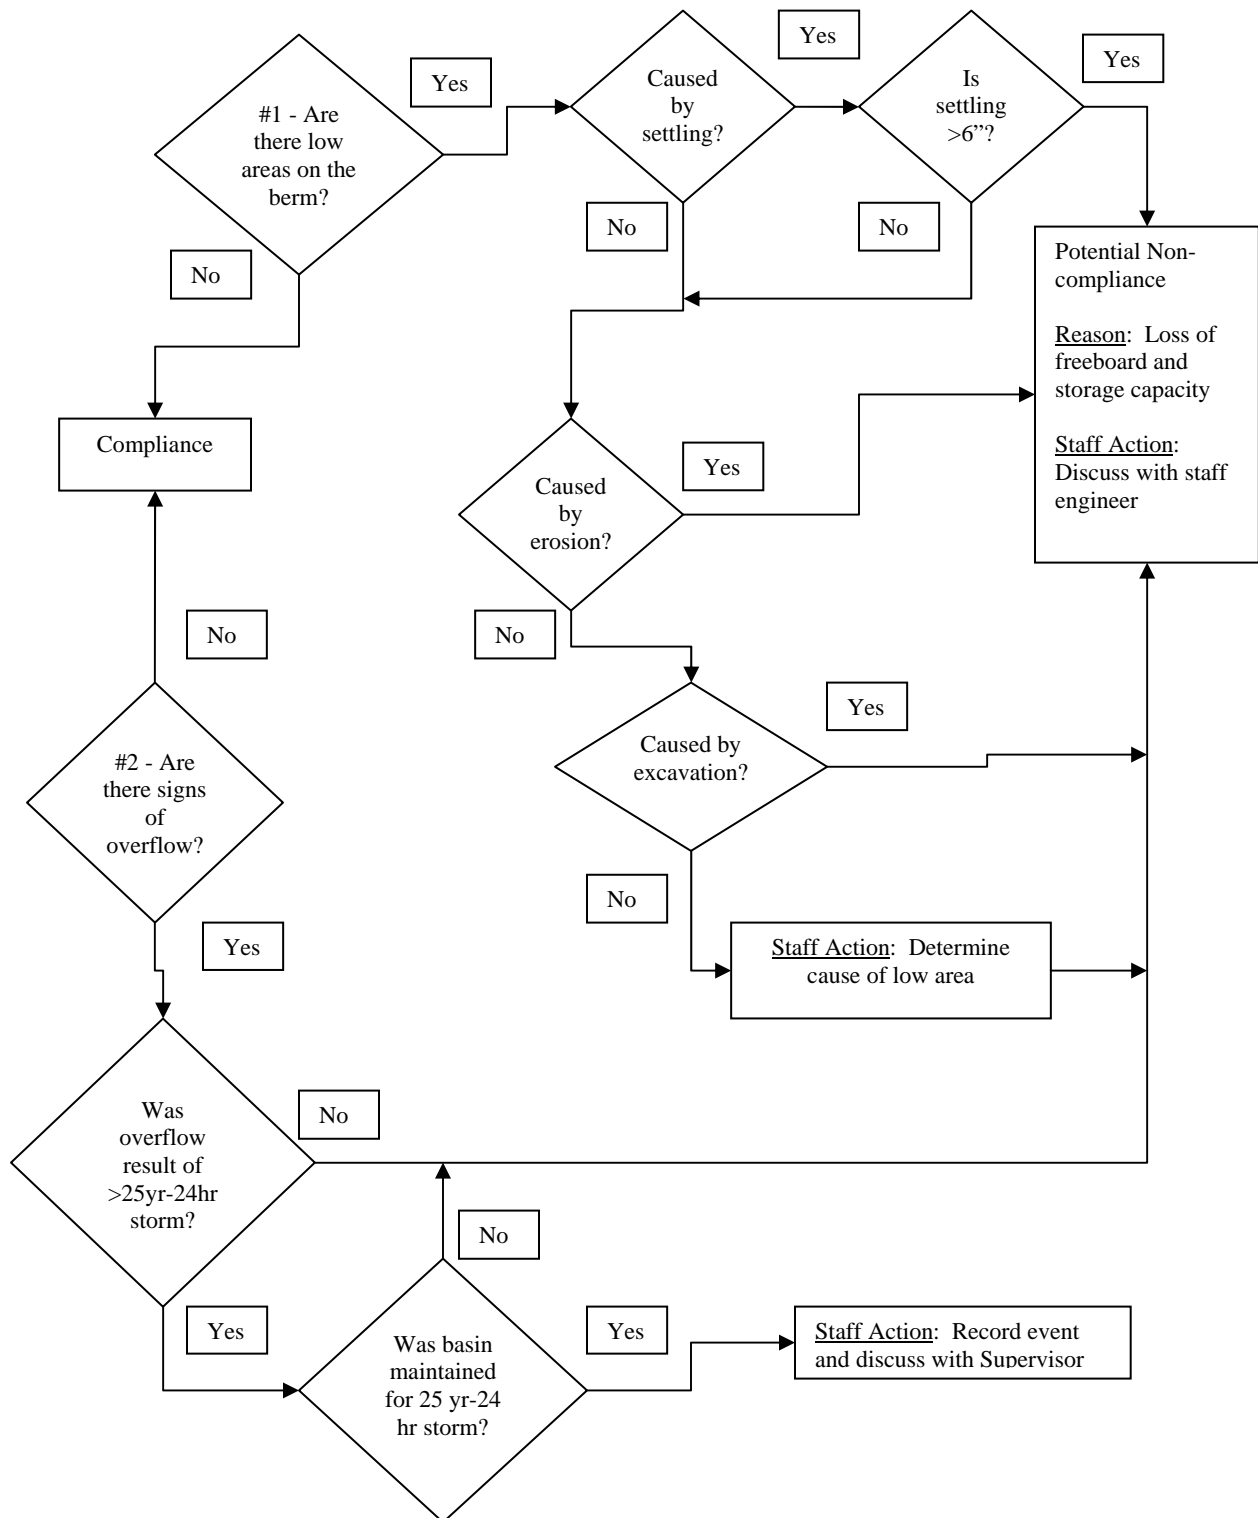 #1 - Are
there low
areas on the
berm?
Yes
Caused
by
settling?
Yes
Is
settling
>6”?
Yes
No
No
No
Potential Non-
compliance
Reason:  Loss of
freeboard and
storage capacity
Staff Action:
Discuss with staff
engineer
Compliance
Caused
by
erosion?
Yes
No
No
#2 - Are
there signs
of
overflow?
Caused by
excavation?
Yes
No
Yes
Staff Action:  Determine
cause of low area
Was
overflow
result of
>25yr-24hr
storm?
No
No
Yes
Was basin
maintained
for 25 yr-24
hr storm?
Yes
Staff Action:  Record event
and discuss with Supervisor